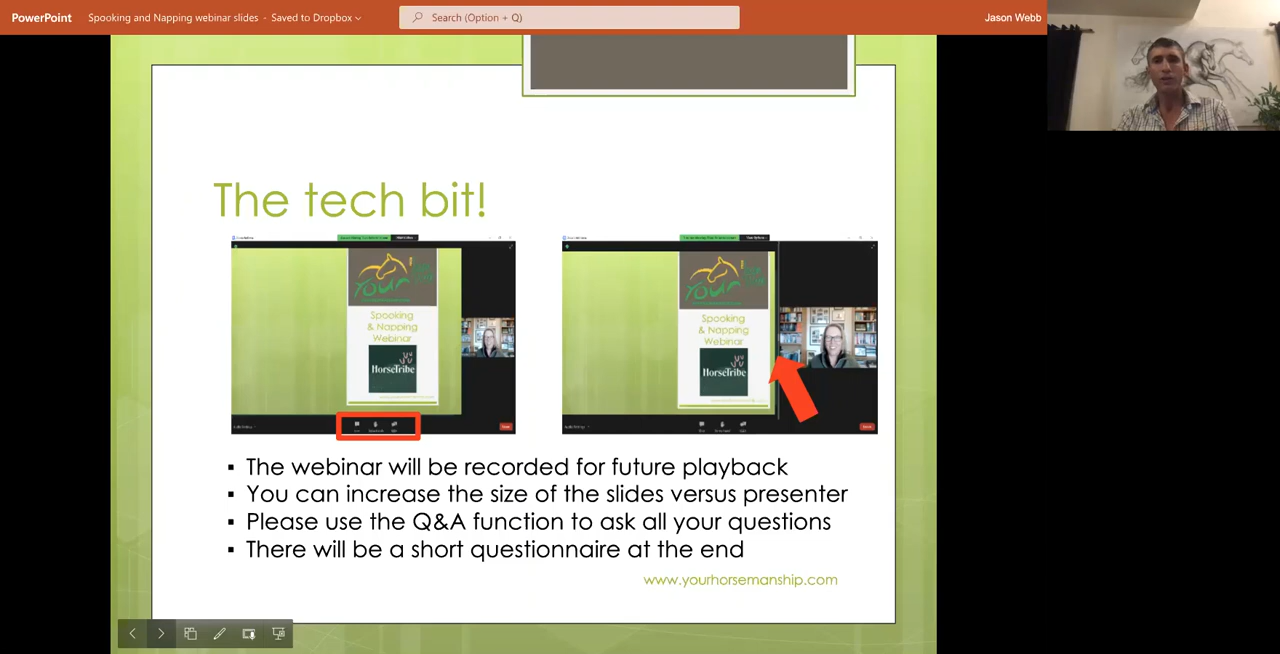 PowerPoint
Spooking and Napping webinar slides - Saved to Dropbox
Search (Option + Q)
Jason Webb
The tech bit!
YOUR
Spooking
& Napping
Webinar
HorseTribe
YOUR
Spooking
& Napping
Webinar
HorseTribe
▪ The webinar will be recorded for future playback
▪ You can increase the size of the slides versus presenter
▪ Please use the Q&A function to ask all your questions
▪ There will be a short questionnaire at the end
www.yourhorsemanship.com